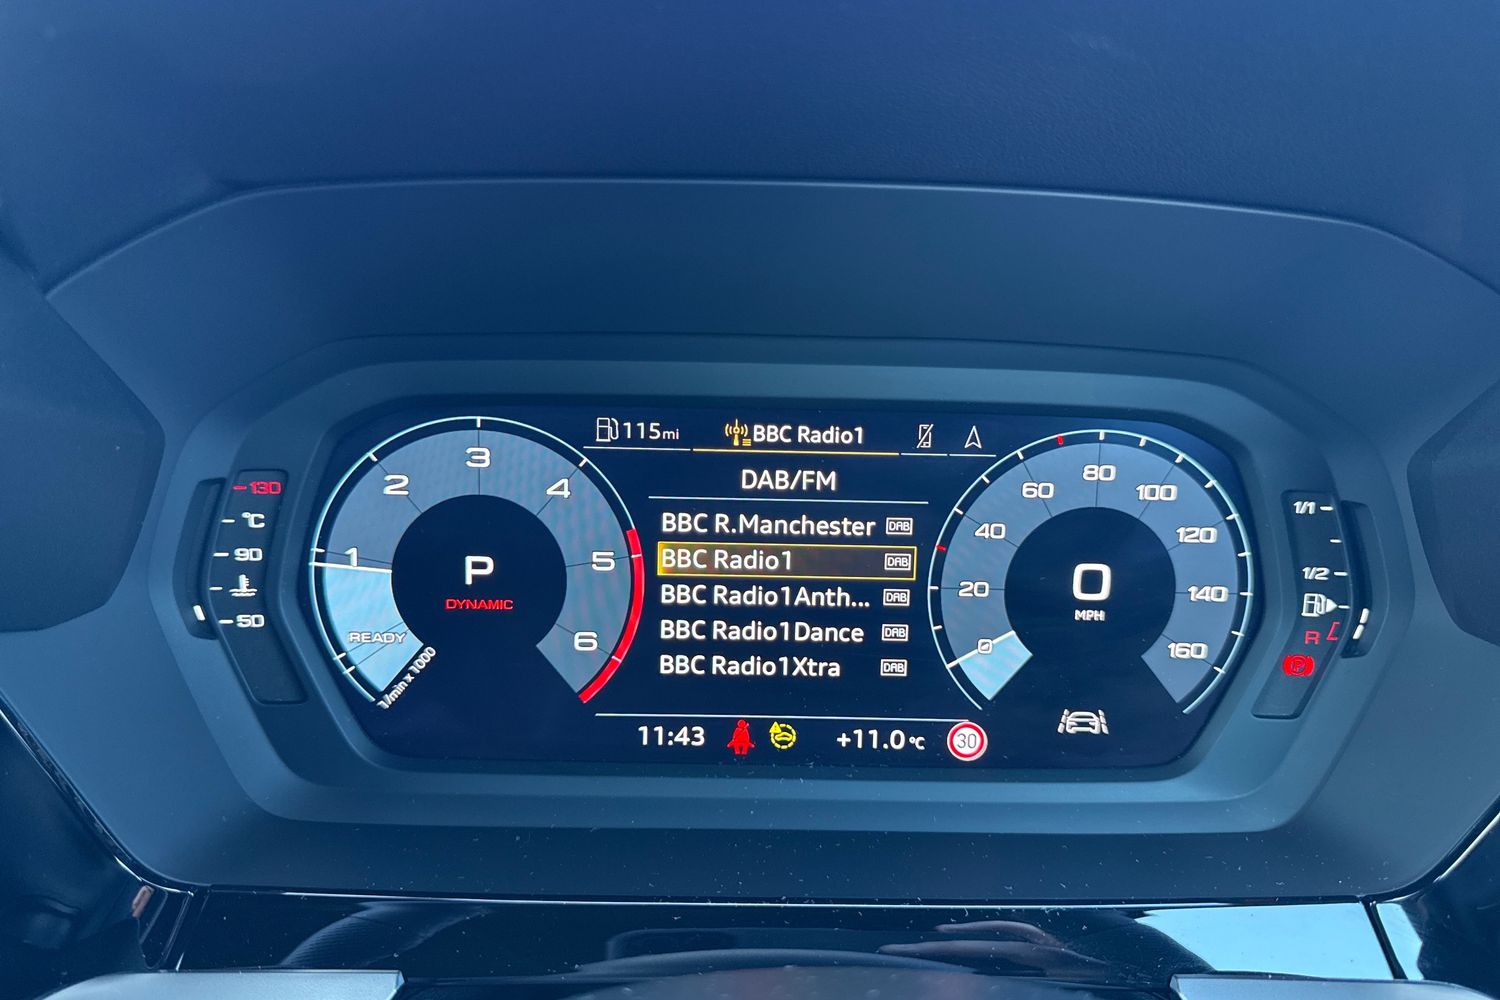 115mi
BBC Radio1
DAB/FM
BBC R.Manchester DAB
BBC Radio1 DAB
BBC Radio1Anth... DAB
BBC Radio1Dance DAB
BBC Radio1Xtra DAB
11:43
+11.0°C
30
130
°C
90
50
1
2
3
4
5
6
P
DYNAMIC
READY
1/min x 1000
0
20
40
60
80
100
120
140
160
0
MPH
1/1
1/2
R
P